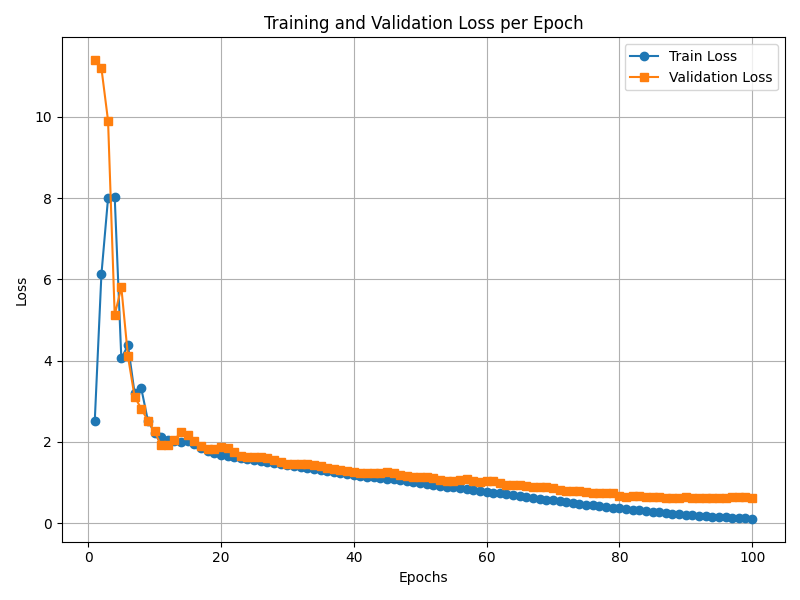 Training and Validation Loss per Epoch
Train Loss
Validation Loss
Loss
10
8
6
4
2
0
0 20 40 60 80 100
Epochs